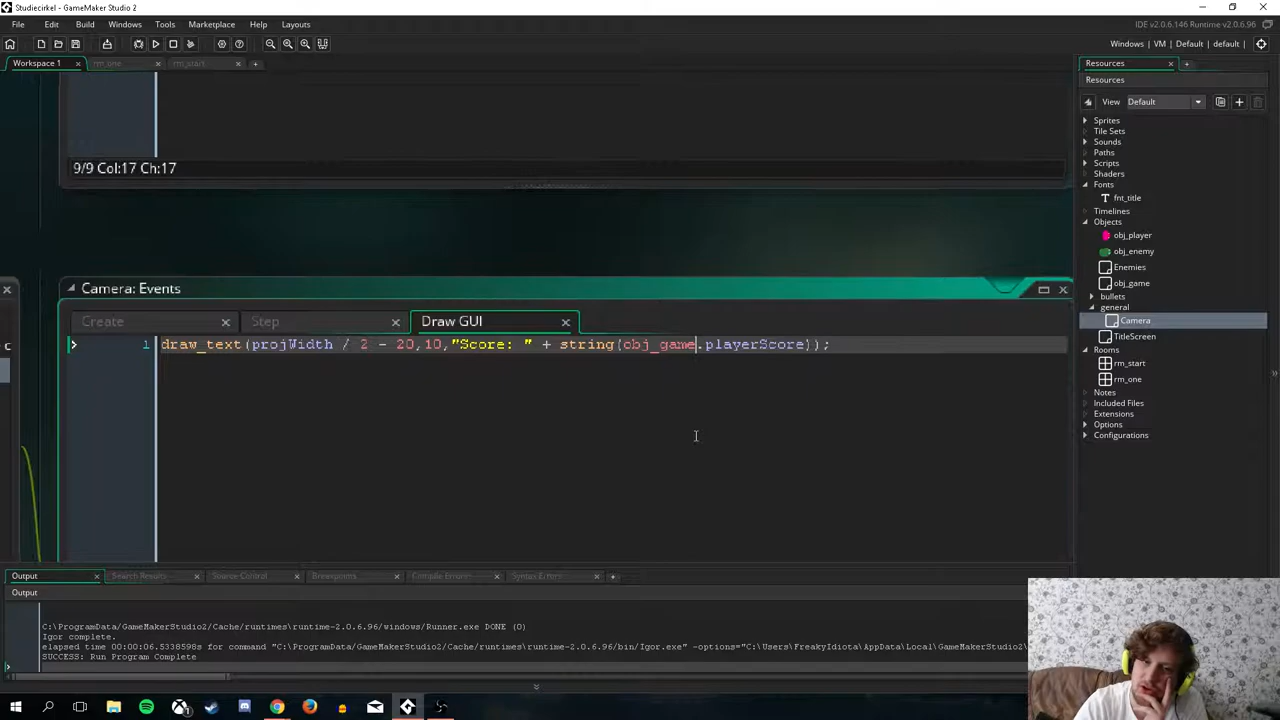 Studiecirkel - GameMaker Studio 2
File Edit Build Windows Tools Marketplace Help Layouts
IDE v2.0.6.146 Runtime v2.0.6.96
Windows | VM | Default | default |
Workspace 1 rm_one rm_start
Resources
Resources
View Default
Sprites
Tile Sets
Sounds
Paths
Scripts
Shaders
Fonts
fnt_title
Timelines
Objects
obj_player
obj_enemy
Enemies
obj_game
bullets
general
Camera
TitleScreen
Rooms
rm_start
rm_one
Notes
Included Files
Extensions
Options
Configurations
9/9 Col:17 Ch:17
Camera: Events
Create Step Draw GUI
1 draw_text(projWidth / 2 - 20,10,"Score: " + string(obj_game.playerScore));
Output Search Results Source Control Breakpoints Compile Errors Syntax Errors
Output
C:\ProgramData/GameMakerStudio2/Cache/runtimes\runtime-2.0.6.96/windows/Runner.exe DONE (0)
Igor complete.
elapsed time 00:00:06.5338598s for command "C:\ProgramData/GameMakerStudio2/Cache/runtimes\runtime-2.0.6.96/bin/Igor.exe" -options="C:\Users\FreakyIdiota\AppData\Local\GameMakerStudio2\
SUCCESS: Run Program Complete